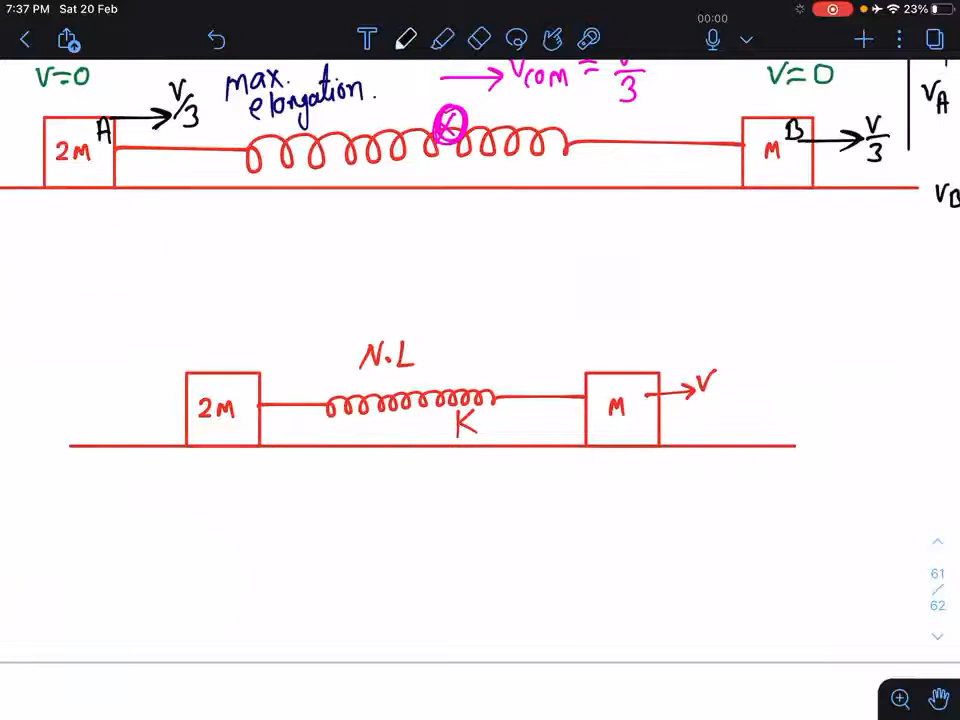 7:37 PM Sat 20 Feb
00:00
23%
T
V=0
max.
elongation.
VCOM = V/3
V=0
VA
V/3
2M
A
B
M
V/3
VB
N.L
2M
K
M
V
61
/
62